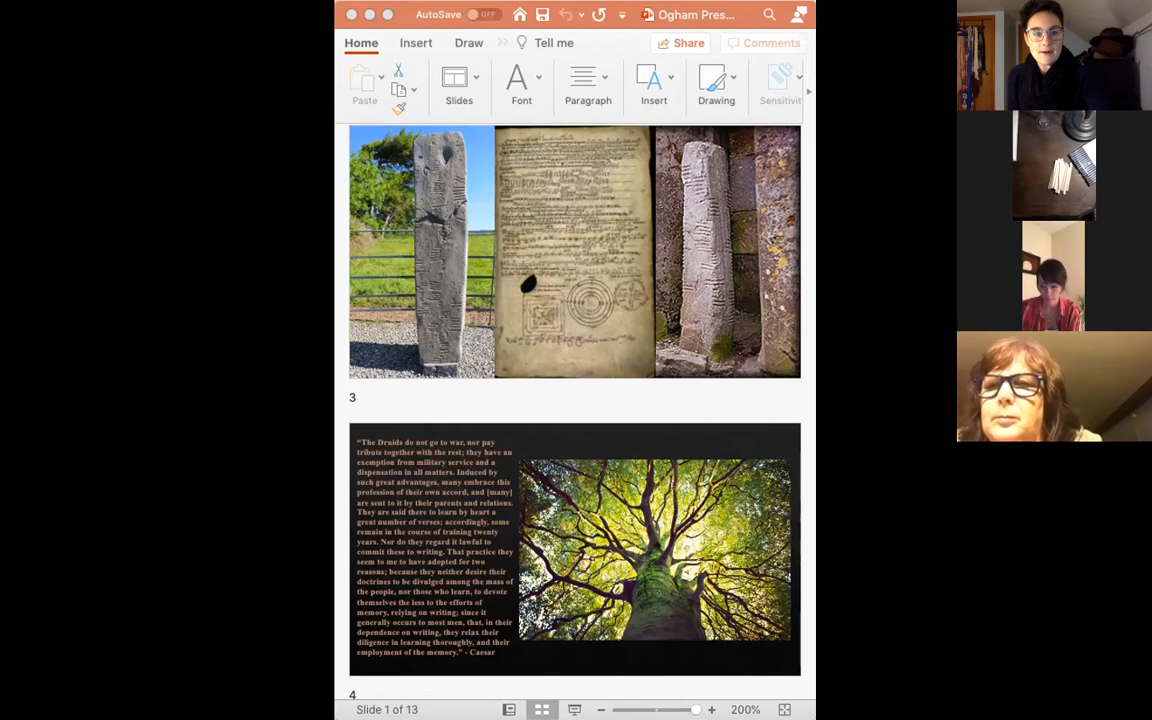 AutoSave OFF Ogham Pres...
Home Insert Draw Tell me Share Comments
Paste Slides Font Paragraph Insert Drawing Sensitivit
3
“The Druids do not go to war, nor pay
tribute together with the rest; they have an
exemption from military service and a
dispensation in all matters. Induced by
such great advantages, many embrace this
profession of their own accord, and [many]
are sent to it by their parents and relations.
They are said there to learn by heart a
great number of verses; accordingly, some
remain in the course of training twenty
years. Nor do they regard it lawful to
commit these to writing. That practice they
seem to me to have adopted for two
reasons; because they neither desire their
doctrines to be divulged among the mass of
the people, nor those who learn, to devote
themselves the less to the efforts of
memory, relying on writing; since it
generally occurs to most men, that, in their
dependence on writing, they relax their
diligence in learning thoroughly, and their
employment of the memory.” - Caesar
4
Slide 1 of 13 200%